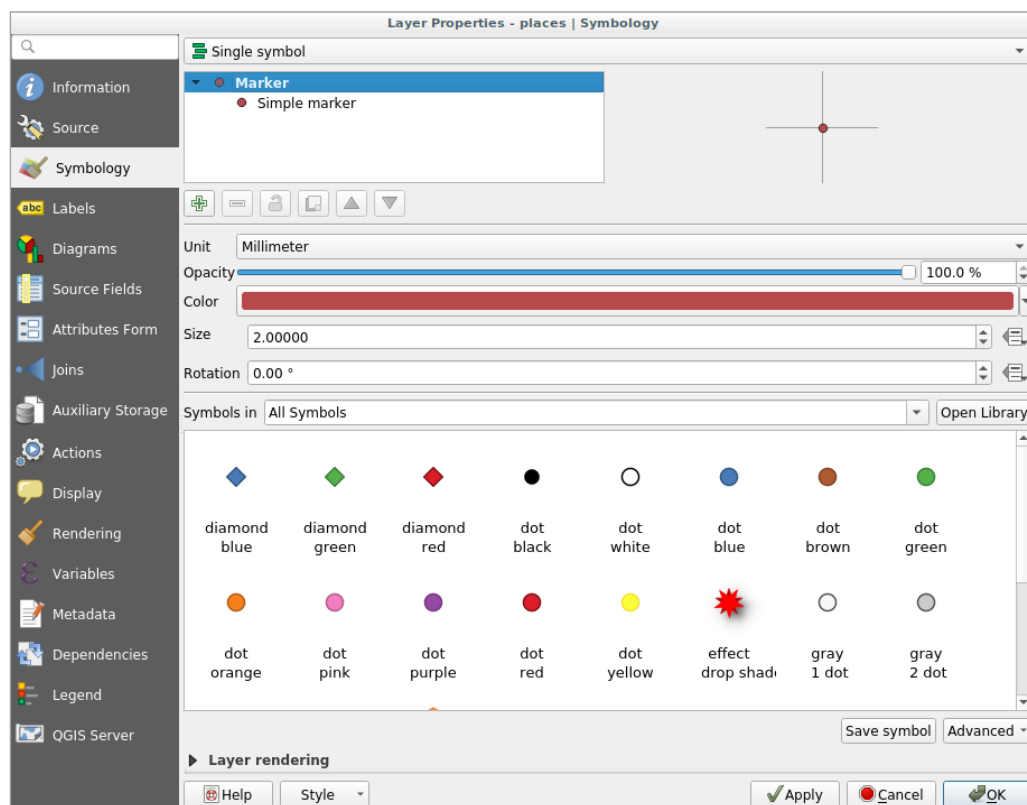 Layer Properties - places | Symbology
Single symbol
Information
Source
Symbology
Labels
Diagrams
Source Fields
Attributes Form
Joins
Auxiliary Storage
Actions
Display
Rendering
Variables
Metadata
Dependencies
Legend
QGIS Server
abc
Marker
Simple marker
Unit Millimeter
Opacity 100.0 %
Color
Size 2.00000
Rotation 0.00 °
Symbols in All Symbols Open Library
diamond blue
diamond green
diamond red
dot black
dot white
dot blue
dot brown
dot green
dot orange
dot pink
dot purple
dot red
dot yellow
effect drop shad
gray 1 dot
gray 2 dot
Save symbol Advanced
Layer rendering
Help Style Apply Cancel OK